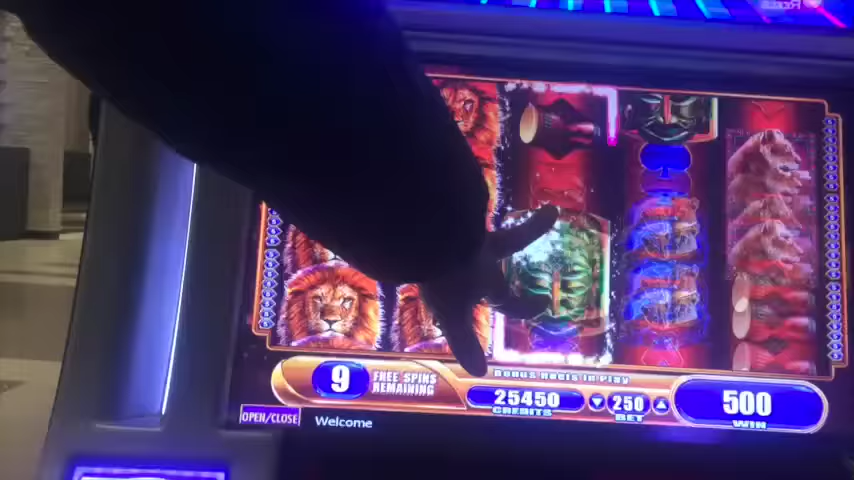 9
FREE SPINS
REMAINING
Bonus Reels in Play
25450
CREDITS
250
BET
500
WIN
OPEN/CLOSE
Welcome